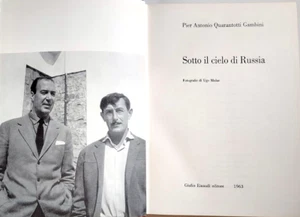 Pier Antonio Quarantotti Gambini
Sotto il cielo di Russia
Fotografie di Ugo Mulas
Giulio Einaudi editore 1963